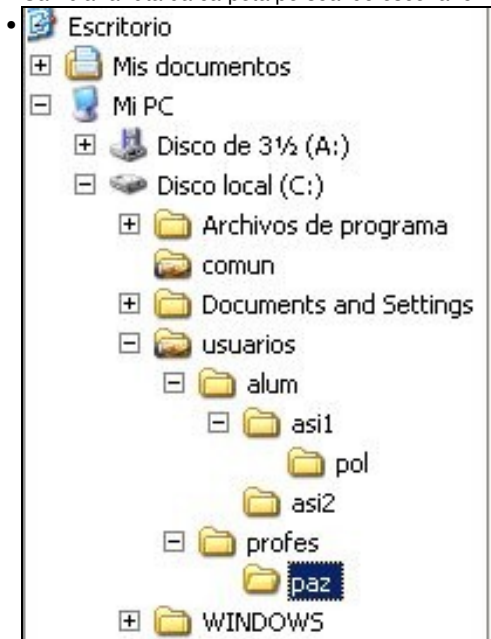 Escritorio
Mis documentos
Mi PC
Disco de 3½ (A:)
Disco local (C:)
Archivos de programa
comun
Documents and Settings
usuarios
alum
asi1
pol
asi2
profes
paz
WINDOWS